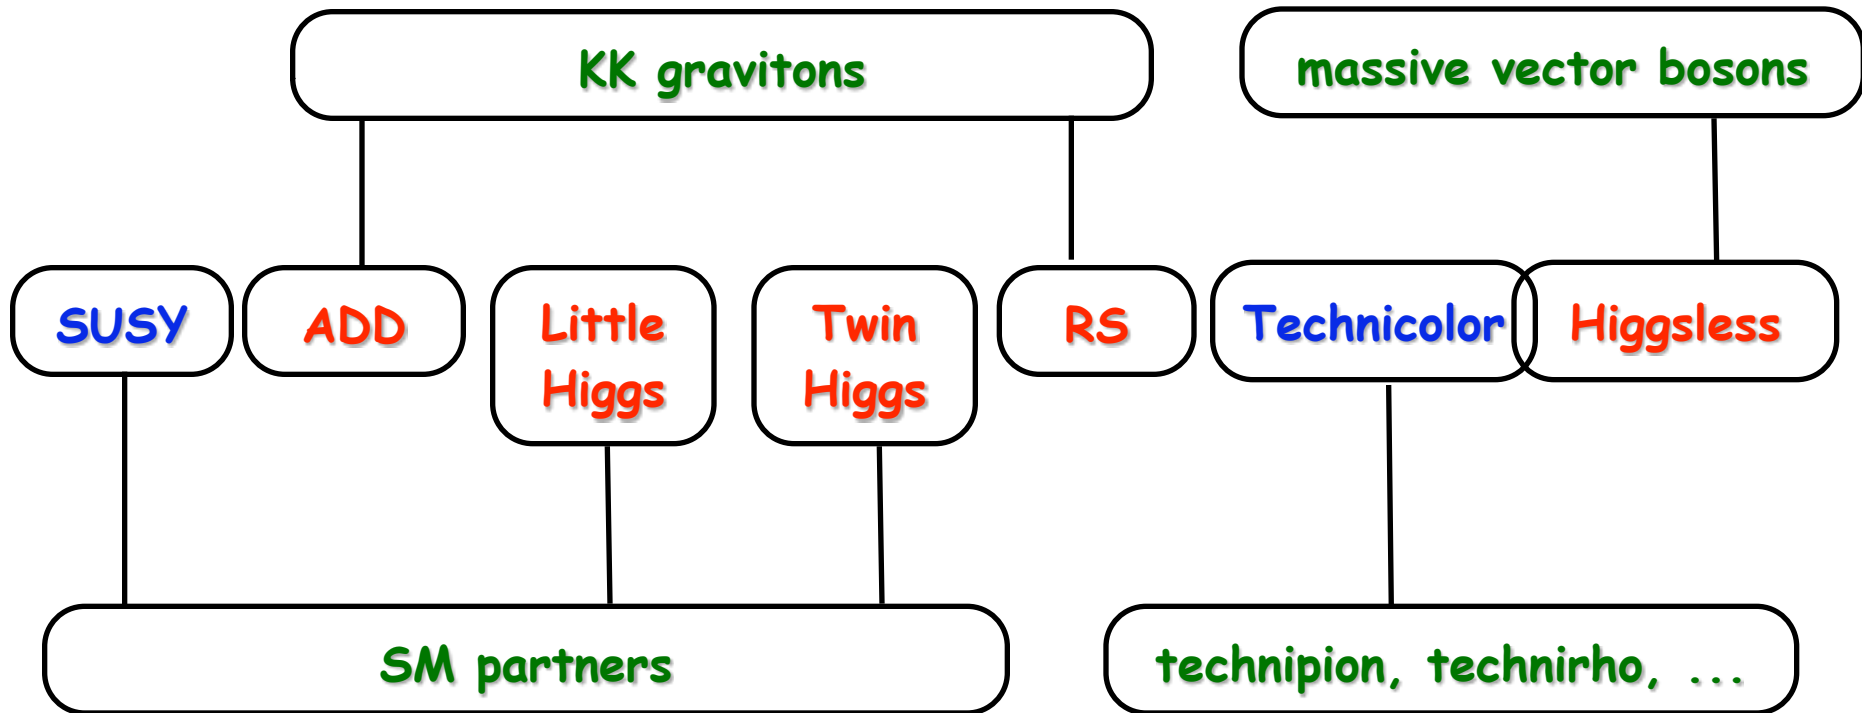 KK gravitons
massive vector bosons
SUSY
ADD
Little
Higgs
Twin
Higgs
RS
Technicolor
Higgsless
SM partners
technipion, technirho, ...